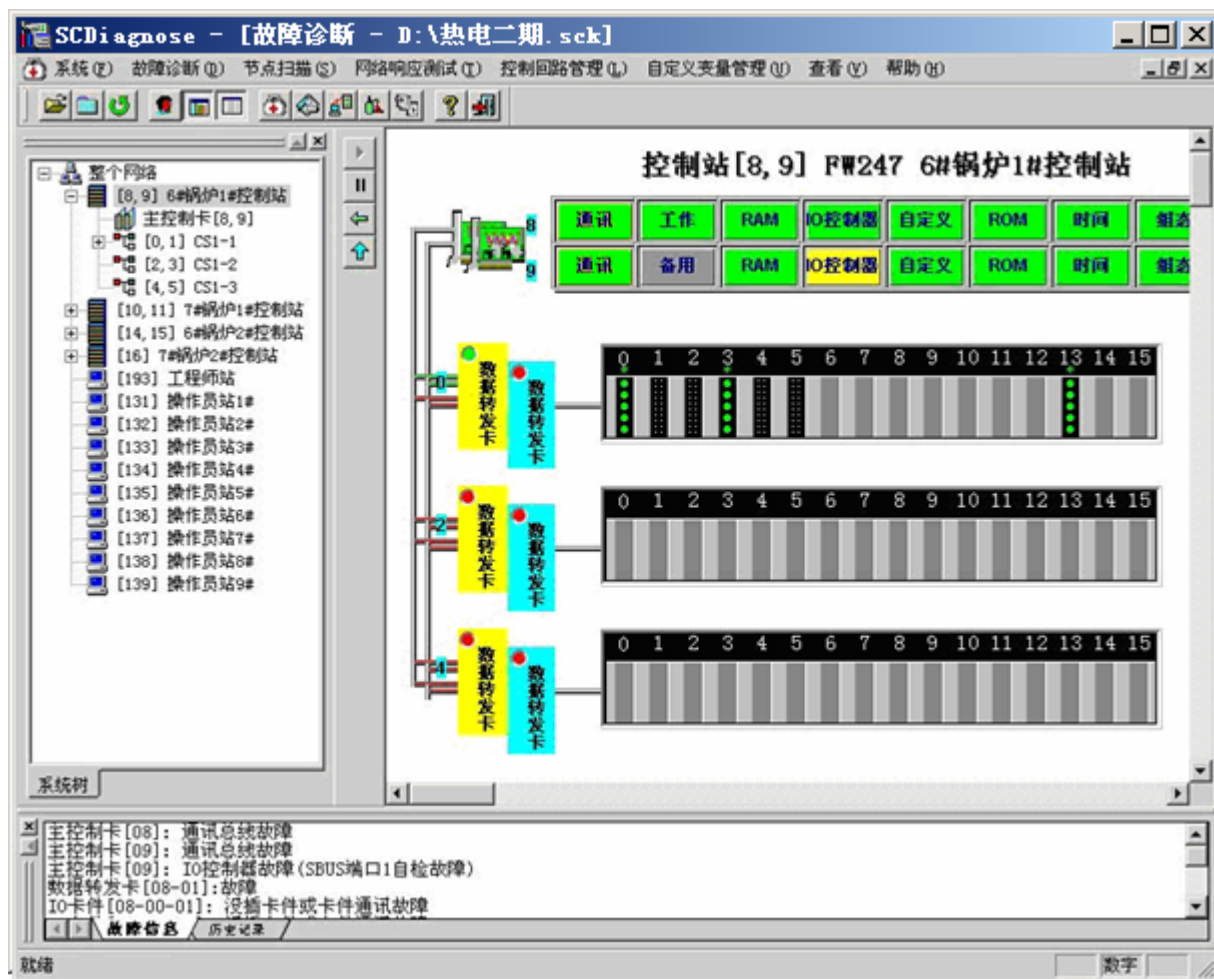 SCDiagnose - [故障诊断 - D:\热电二期.sck]
系统(F) 故障诊断(D) 节点扫描(S) 网络响应测试(T) 控制回路管理(L) 自定义变量管理(U) 查看(V) 帮助(H)
整个网络
[8,9] 6#锅炉1#控制站
主控制卡[8,9]
[0,1] CS1-1
[2,3] CS1-2
[4,5] CS1-3
[10,11] 7#锅炉1#控制站
[14,15] 6#锅炉2#控制站
[16] 7#锅炉2#控制站
[193] 工程师站
[131] 操作员站1#
[132] 操作员站2#
[133] 操作员站3#
[134] 操作员站4#
[135] 操作员站5#
[136] 操作员站6#
[137] 操作员站7#
[138] 操作员站8#
[139] 操作员站9#
系统树
控制站[8,9] FW247 6#锅炉1#控制站
8 通讯 工作 RAM IO控制器 自定义 ROM 时间 组态
9 通讯 备用 RAM IO控制器 自定义 ROM 时间 组态
0 数据转发卡 数据转发卡
0 1 2 3 4 5 6 7 8 9 10 11 12 13 14 15
2 数据转发卡 数据转发卡
0 1 2 3 4 5 6 7 8 9 10 11 12 13 14 15
4 数据转发卡 数据转发卡
0 1 2 3 4 5 6 7 8 9 10 11 12 13 14 15
主控制卡[08]: 通讯总线故障
主控制卡[09]: 通讯总线故障
主控制卡[09]: IO控制器故障(SBUS端口1自检故障)
数据转发卡[08-01]:故障
IO卡件[08-00-01]: 没插卡件或卡件通讯故障
故障信息 历史记录
就绪 数字